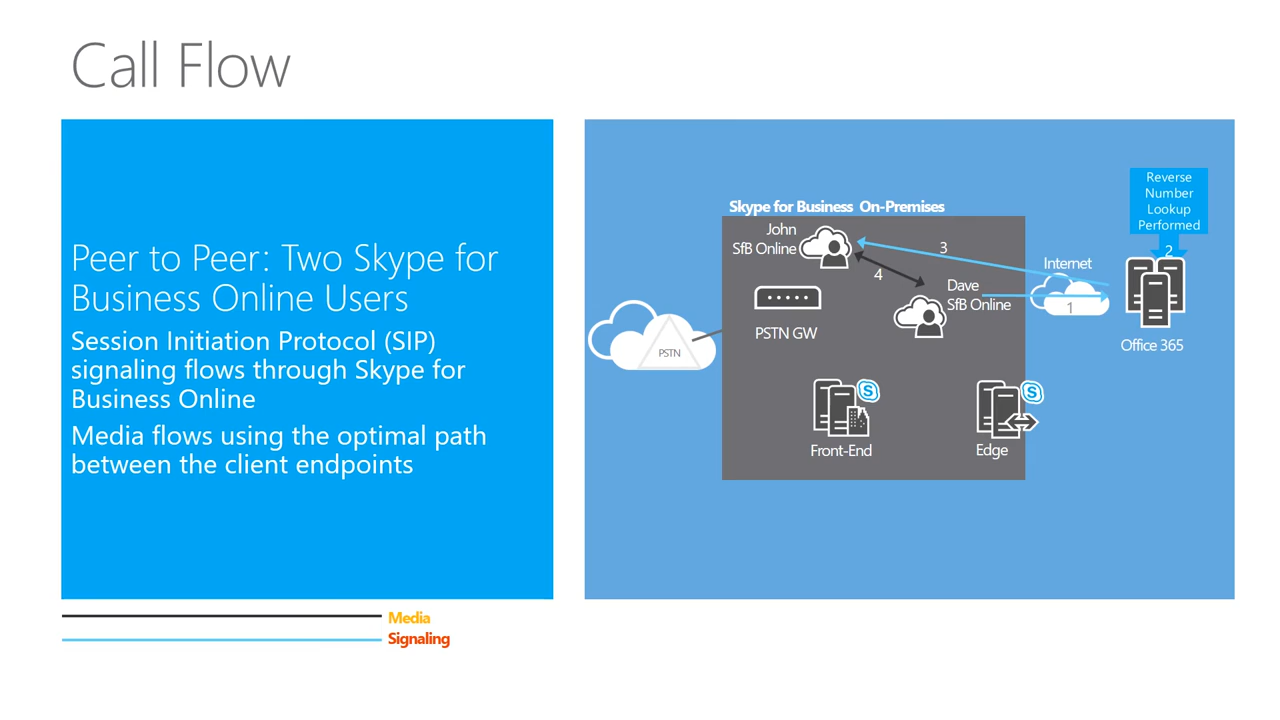 Call Flow
Peer to Peer: Two Skype for
Business Online Users
Session Initiation Protocol (SIP)
signaling flows through Skype for
Business Online
Media flows using the optimal path
between the client endpoints
Reverse
Number
Lookup
Performed
2
Skype for Business On-Premises
John
SfB Online
3
4
Internet
Dave
SfB Online
1
PSTN GW
PSTN
Office 365
S
S
Front-End
Edge
Media
Signaling